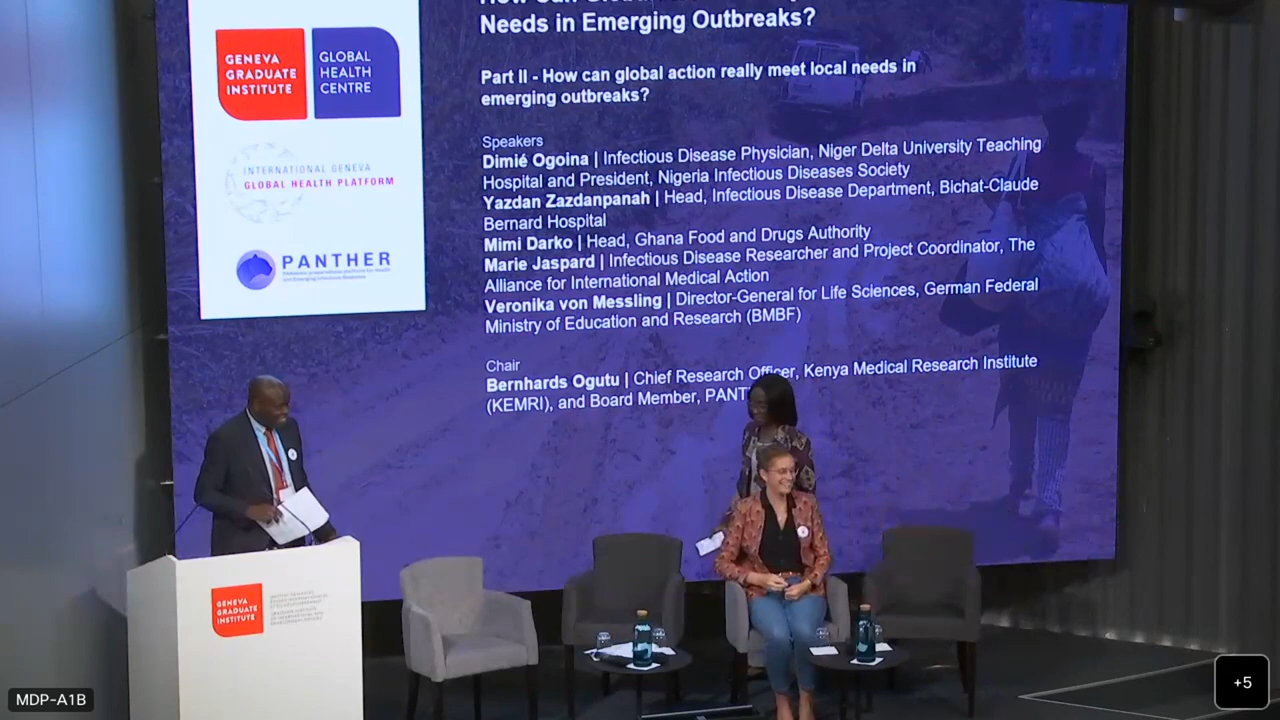 Needs in Emerging Outbreaks?
Part II - How can global action really meet local needs in
emerging outbreaks?
Speakers
Dimié Ogoina | Infectious Disease Physician, Niger Delta University Teaching
Hospital and President, Nigeria Infectious Diseases Society
Yazdan Yazdanpanah | Head, Infectious Disease Department, Bichat-Claude
Bernard Hospital
Mimi Darko | Head, Ghana Food and Drugs Authority
Marie Jaspard | Infectious Disease Researcher and Project Coordinator, The
Alliance for International Medical Action
Veronika von Messling | Director-General for Life Sciences, German Federal
Ministry of Education and Research (BMBF)
Chair
Bernhards Ogutu | Chief Research Officer, Kenya Medical Research Institute
(KEMRI), and Board Member, PANT
GENEVA
GRADUATE
INSTITUTE
GLOBAL
HEALTH
CENTRE
INTERNATIONAL GENEVA
GLOBAL HEALTH PLATFORM
PANTHER
GENEVA
GRADUATE
INSTITUTE
MDP-A1B
+5